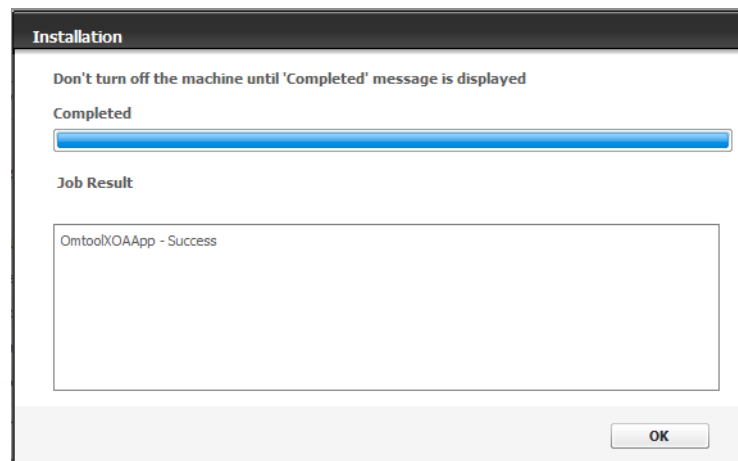 Installation
Don't turn off the machine until 'Completed' message is displayed
Completed
Job Result
OmtoolXOAApp - Success
OK